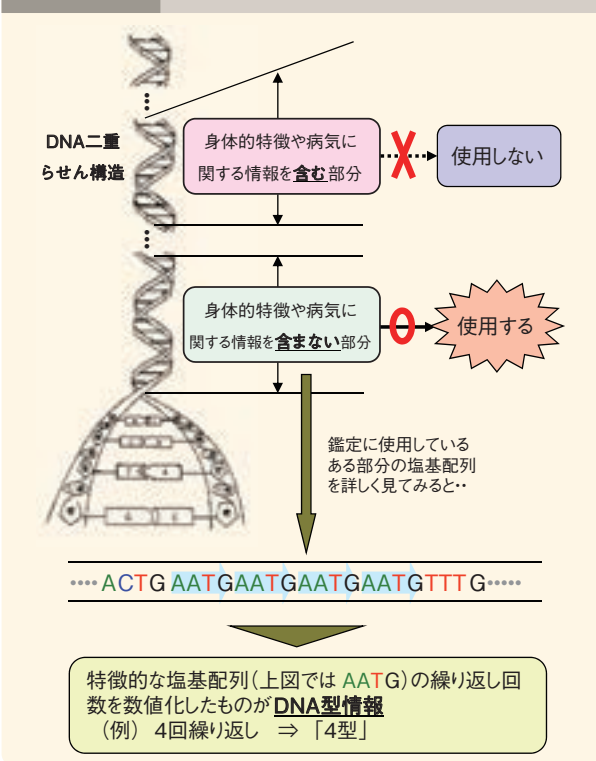 DNA二重
らせん構造
身体的特徴や病気に
関する情報を含む部分
使用しない
身体的特徴や病気に
関する情報を含まない部分
使用する
鑑定に使用している
ある部分の塩基配列
を詳しく見てみると‥
····ACTGAATGAATGAATGAATGTTTG·····
特徴的な塩基配列(上図では AATG)の繰り返し回
数を数値化したものがDNA型情報
(例) 4回繰り返し ⇒ 「4型」